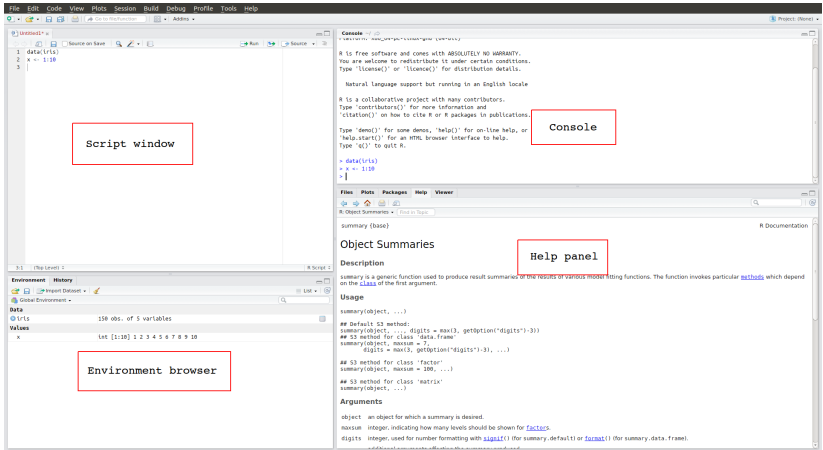 File Edit Code View Plots Session Build Debug Profile Tools Help
Go to file/function
Addins
Project: (None)
Untitled1*
Source on Save
Run
Source
1 data(iris)
2 x <- 1:10
3
Script window
3:1 (Top Level)
R Script
Environment History
Import Dataset
List
Global Environment
Data
iris 150 obs. of 5 variables
Values
x int [1:10] 1 2 3 4 5 6 7 8 9 10
Environment browser
Console ~/
R is free software and comes with ABSOLUTELY NO WARRANTY.
You are welcome to redistribute it under certain conditions.
Type 'license()' or 'licence()' for distribution details.
Natural language support but running in an English locale
R is a collaborative project with many contributors.
Type 'contributors()' for more information and
'citation()' on how to cite R or R packages in publications.
Type 'demo()' for some demos, 'help()' for on-line help, or
'help.start()' for an HTML browser interface to help.
Type 'q()' to quit R.
> data(iris)
> x <- 1:10
>
Console
Files Plots Packages Help Viewer
R: Object Summaries
Find in Topic
summary {base}
R Documentation
Object Summaries
Help panel
Description
summary is a generic function used to produce result summaries of the results of various model fitting functions. The function invokes particular methods which depend
on the class of the first argument.
Usage
summary(object, ...)
## Default S3 method:
summary(object, ..., digits = max(3, getOption("digits")-3))
## S3 method for class 'data.frame'
summary(object, maxsum = 7,
digits = max(3, getOption("digits")-3), ...)
## S3 method for class 'factor'
summary(object, maxsum = 100, ...)
## S3 method for class 'matrix'
summary(object, ...)
Arguments
object an object for which a summary is desired.
maxsum integer, indicating how many levels should be shown for factors.
digits integer, used for number formatting with signif() (for summary.default) or format() (for summary.data.frame).